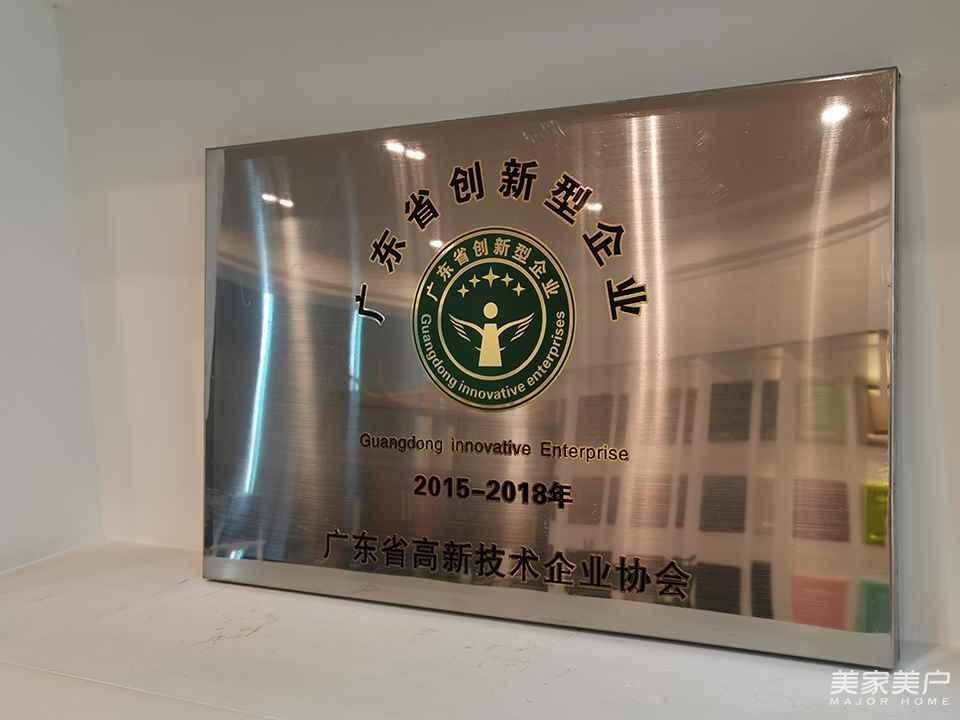 广东省创新型企业
广东省创新型企业
Guangdong innovative enterprises
Guangdong innovative Enterprise
2015-2018年
广东省高新技术企业协会
美家美户
MAJOR HOME